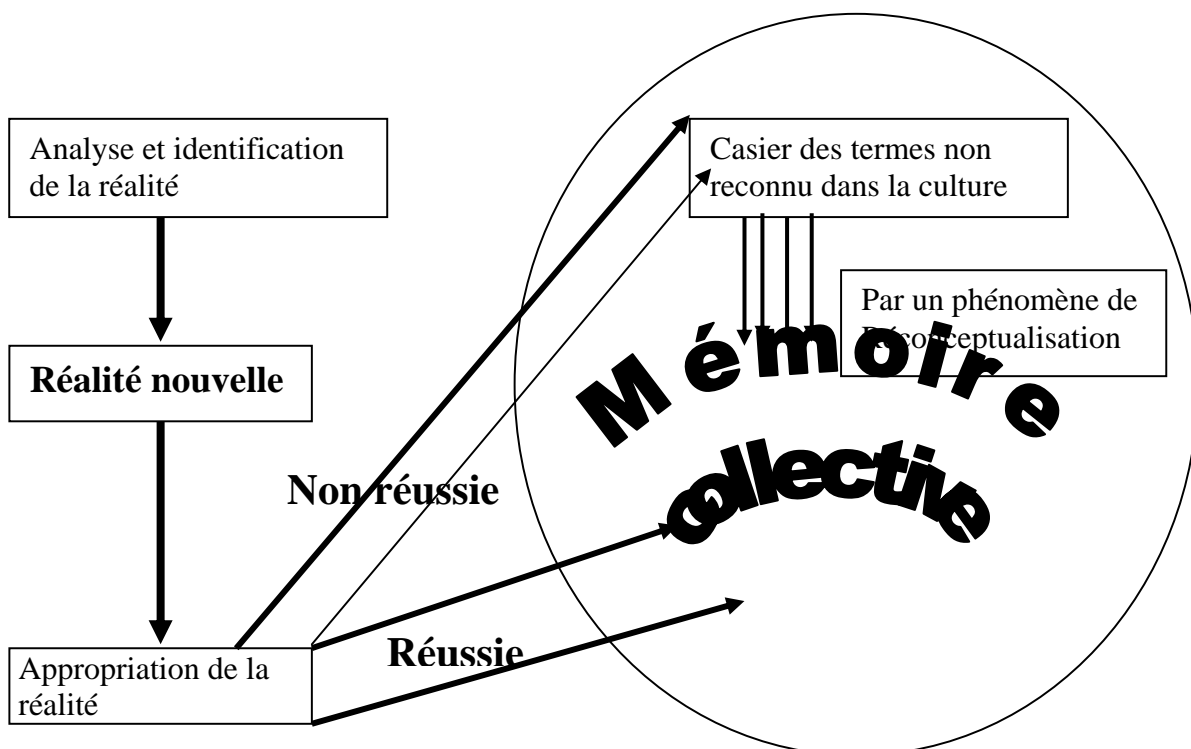 Analyse et identification
de la réalité
Casier des termes non
reconnu dans la culture
Par un phénomène de
Réconceptualisation
Réalité nouvelle
Mémoire
collective
Non réussie
Réussie
Appropriation de la
réalité